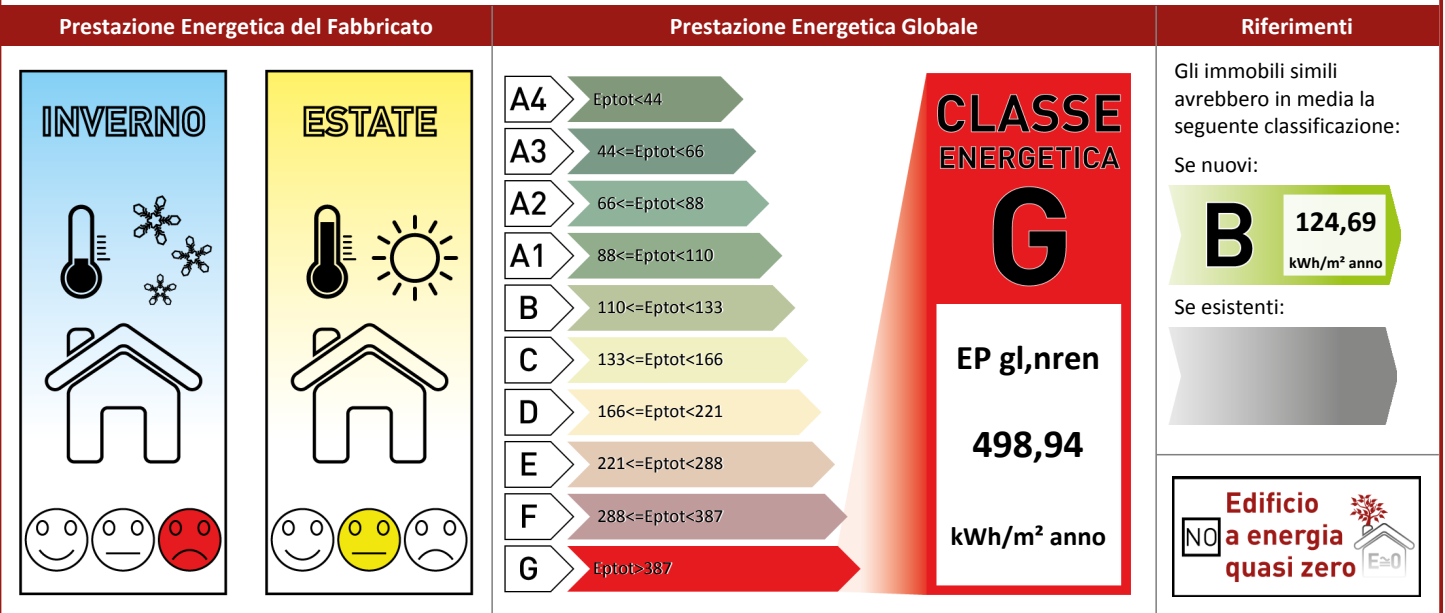 Prestazione Energetica del Fabbricato
Prestazione Energetica Globale
Riferimenti
INVERNO
ESTATE
A4 Eptot<44
A3 44<=Eptot<66
A2 66<=Eptot<88
A1 88<=Eptot<110
B 110<=Eptot<133
C 133<=Eptot<166
D 166<=Eptot<221
E 221<=Eptot<288
F 288<=Eptot<387
G Eptot>387
CLASSE
ENERGETICA
G
EP gl,nren
498,94
kWh/m² anno
Gli immobili simili
avrebbero in media la
seguente classificazione:
Se nuovi:
B 124,69
kWh/m² anno
Se esistenti:
Edificio
NO a energia
quasi zero E≅0